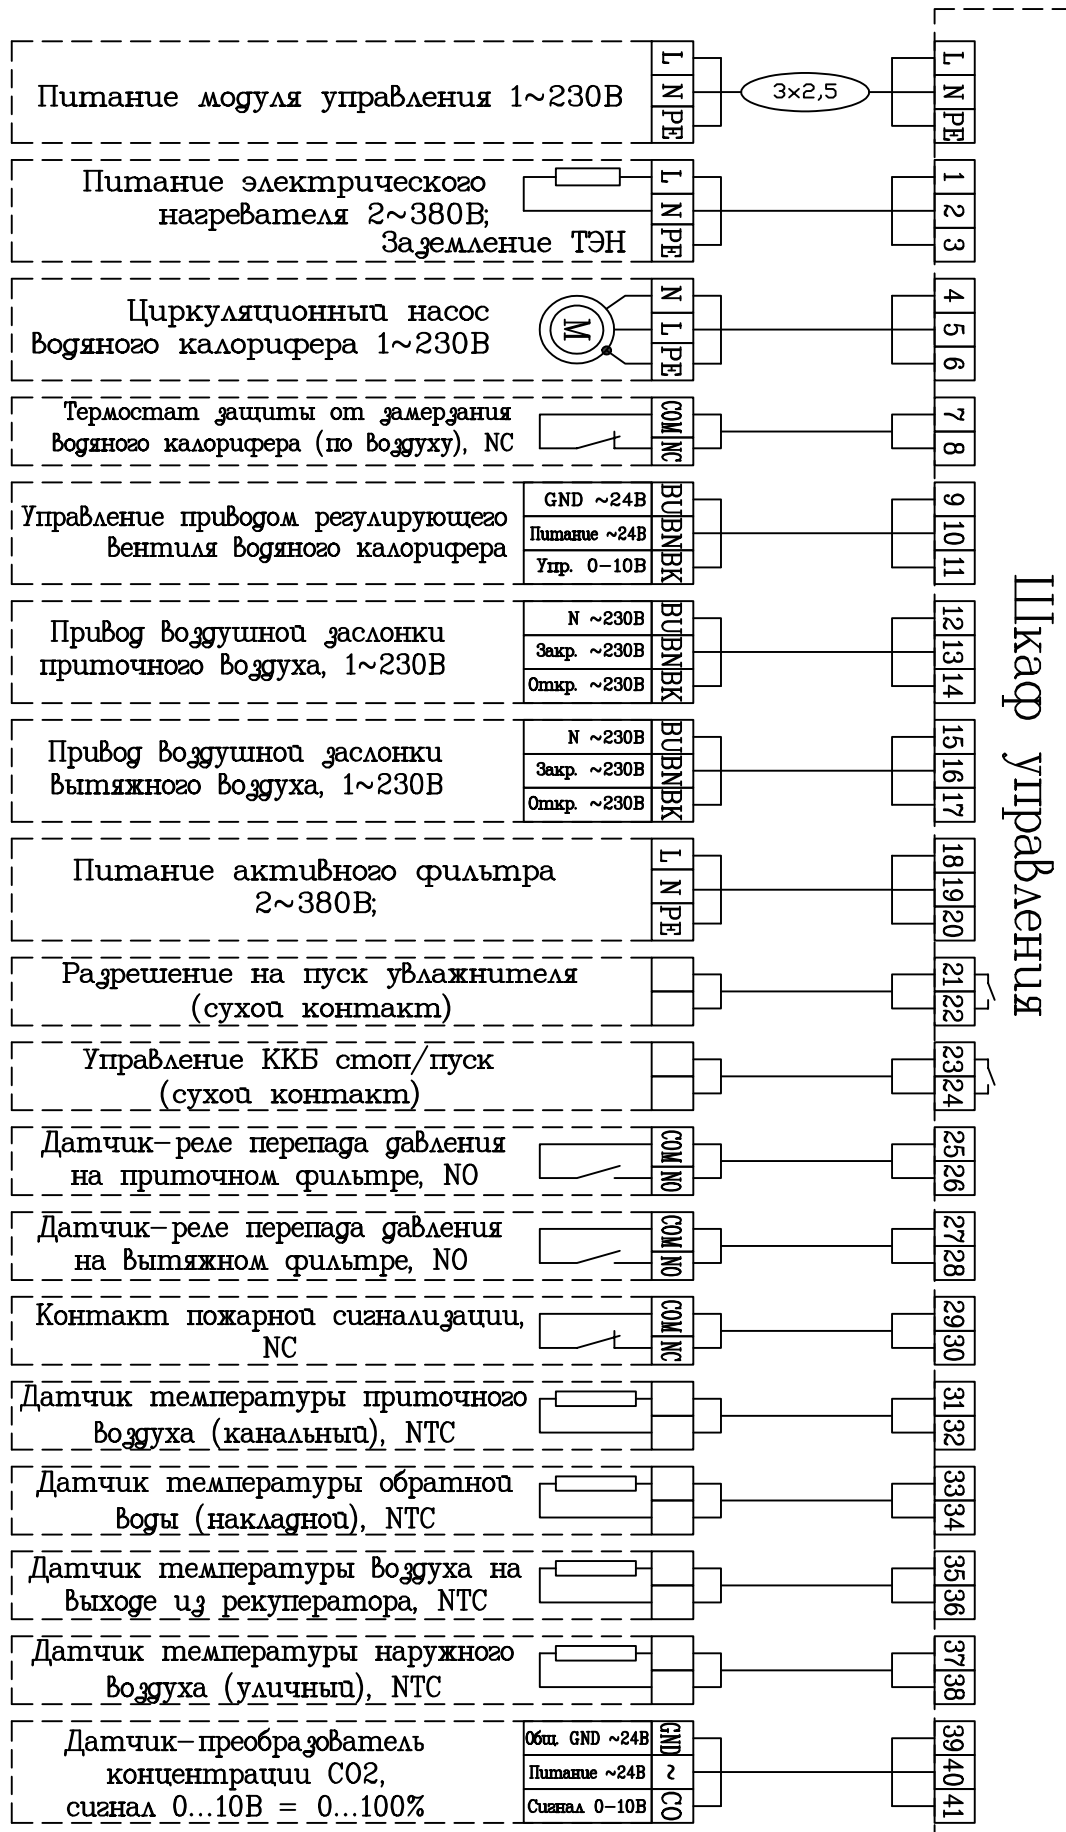 Питание модуля управления 1~230В
L
N
PE
3x2,5
L
N
PE
Питание электрического
нагревателя 2~380В;
Заземление ТЭН
L
N
PE
1
2
3
Циркуляционный насос
водяного калорифера 1~230В
M
N
L
PE
4
5
6
Термостат защиты от замерзания
водяного калорифера (по воздуху), NC
COM
NC
7
8
Управление приводом регулирующего
вентиля водяного калорифера
GND ~24В
Питание ~24В
Упр. 0-10В
BU
BN
BK
9
10
11
Привод воздушной заслонки
приточного воздуха, 1~230В
N ~230В
Закр. ~230В
Откр. ~230В
BU
BN
BK
12
13
14
Привод воздушной заслонки
вытяжного воздуха, 1~230В
N ~230В
Закр. ~230В
Откр. ~230В
BU
BN
BK
15
16
17
Питание активного фильтра
2~380В;
L
N
PE
18
19
20
Разрешение на пуск увлажнителя
(сухой контакт)
21
22
Управление ККБ стоп/пуск
(сухой контакт)
23
24
Датчик-реле перепада давления
на приточном фильтре, NO
COM
NO
25
26
Датчик-реле перепада давления
на вытяжном фильтре, NO
COM
NO
27
28
Контакт пожарной сигнализации,
NC
COM
NC
29
30
Датчик температуры приточного
воздуха (канальный), NTC
31
32
Датчик температуры обратной
воды (накладной), NTC
33
34
Датчик температуры воздуха на
выходе из рекуператора, NTC
35
36
Датчик температуры наружного
воздуха (уличный), NTC
37
38
Датчик-преобразователь
концентрации СО2,
сигнал 0...10В = 0...100%
Общ. GND ~24В
Питание ~24В
Сигнал 0-10В
GND
~
CO
39
40
41
Шкаф управления